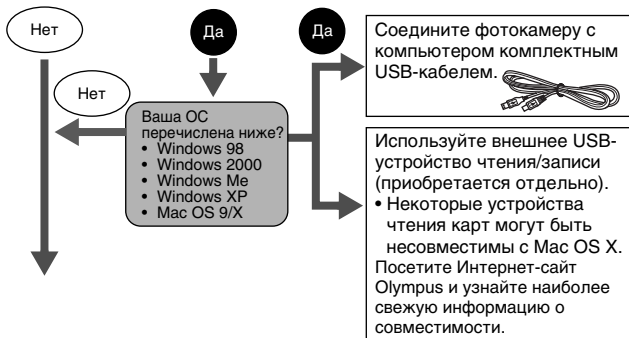 Нет
Да
Да
Нет
Ваша ОС
перечислена ниже?
• Windows 98
• Windows 2000
• Windows Me
• Windows XP
• Mac OS 9/X
Соедините фотокамеру с
компьютером комплектным
USB-кабелем.
Используйте внешнее USB-
устройство чтения/записи
(приобретается отдельно).
• Некоторые устройства
чтения карт могут быть
несовместимы с Mac OS X.
Посетите Интернет-сайт
Olympus и узнайте наиболее
свежую информацию о
совместимости.